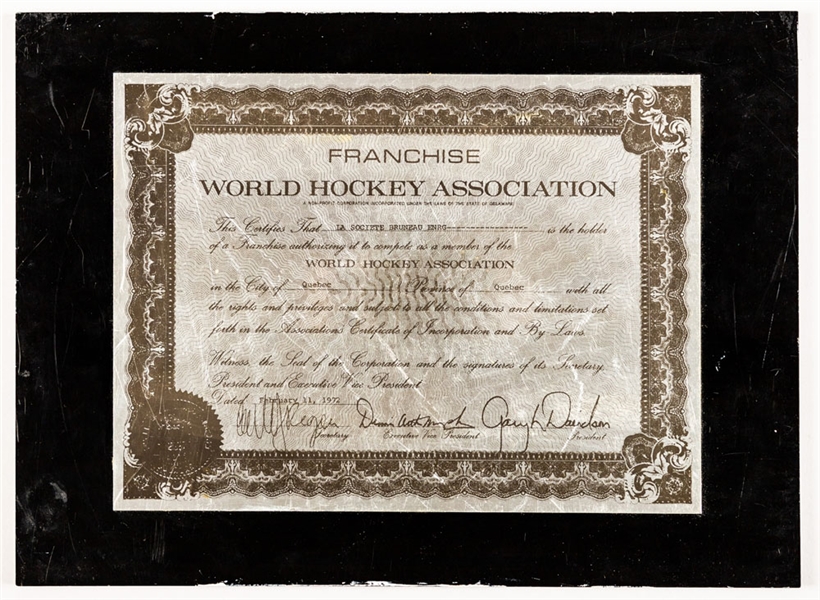 FRANCHISE
WORLD HOCKEY ASSOCIATION
A NON-PROFIT CORPORATION INCORPORATED UNDER THE LAWS OF THE STATE OF DELAWARE
This Certifies That LA SOCIETE BRUNEAU ENRG------------------ is the holder
of a Franchise authorizing it to compete as a member of the
WORLD HOCKEY ASSOCIATION
in the City of Quebec Province of Quebec with all
the rights and privileges and subject to all the conditions and limitations set
forth in the Association's Certificate of Incorporation and By Laws.
Witness, the Seal of the Corporation and the signatures of its Secretary,
President and Executive Vice President
Dated February 11, 1972
Gary L Davidson
Secretary Executive Vice President President